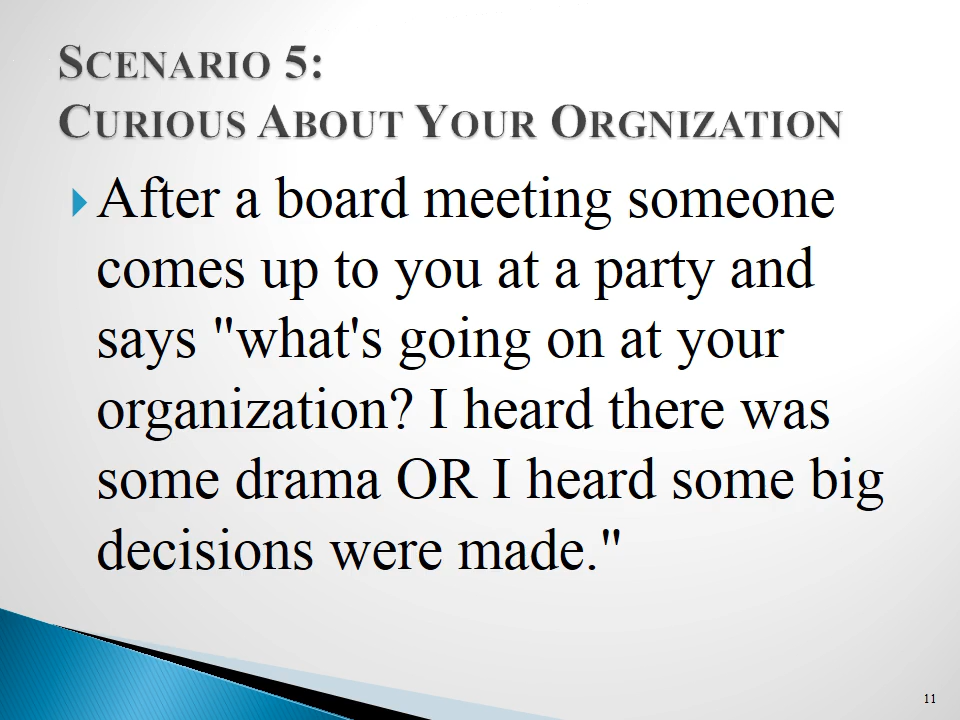 SCENARIO 5:
CURIOUS ABOUT YOUR ORGNIZATION
After a board meeting someone
comes up to you at a party and
says "what's going on at your
organization? I heard there was
some drama OR I heard some big
decisions were made."
11